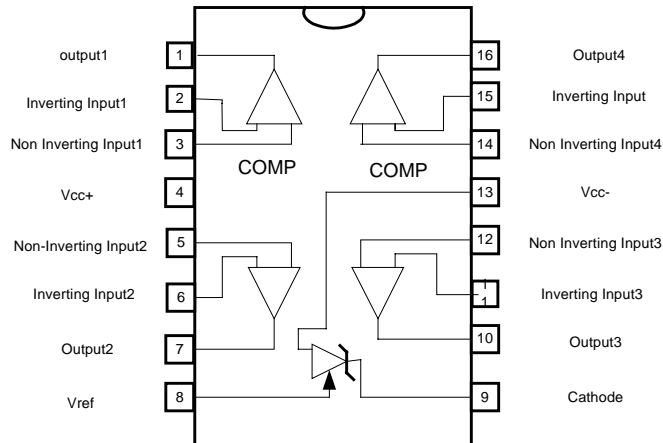 output1 1 16 Output4
Inverting Input1 2 15 Inverting Input
Non Inverting Input1 3 14 Non Inverting Input4
COMP COMP
Vcc+ 4 13 Vcc-
Non-Inverting Input2 5 12 Non Inverting Input3
Inverting Input2 6 11 Inverting Input3
Output2 7 10 Output3
Vref 8 9 Cathode